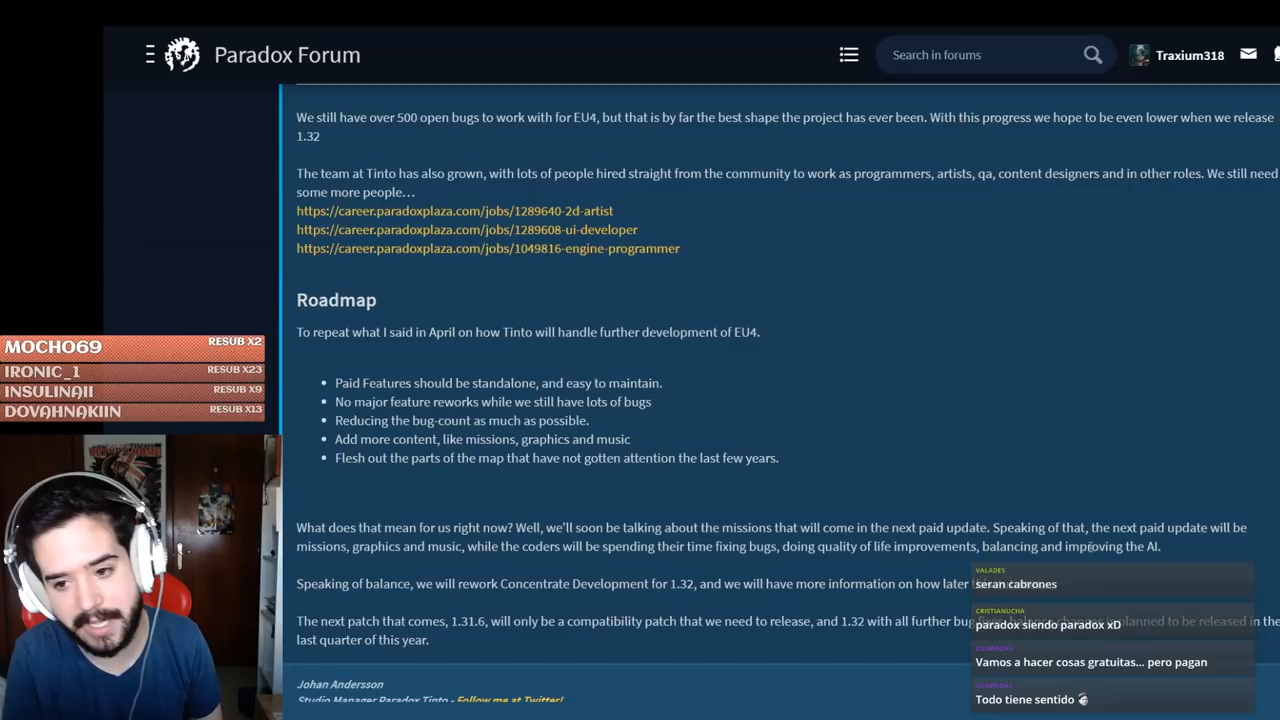 Paradox Forum
Search in forums
Traxium318
We still have over 500 open bugs to work with for EU4, but that is by far the best shape the project has ever been. With this progress we hope to be even lower when we release
1.32
The team at Tinto has also grown, with lots of people hired straight from the community to work as programmers, artists, qa, content designers and in other roles. We still need
some more people…
https://career.paradoxplaza.com/jobs/1289640-2d-artist
https://career.paradoxplaza.com/jobs/1289608-ui-developer
https://career.paradoxplaza.com/jobs/1049816-engine-programmer
Roadmap
To repeat what I said in April on how Tinto will handle further development of EU4.
• Paid Features should be standalone, and easy to maintain.
• No major feature reworks while we still have lots of bugs
• Reducing the bug-count as much as possible.
• Add more content, like missions, graphics and music
• Flesh out the parts of the map that have not gotten attention the last few years.
What does that mean for us right now? Well, we'll soon be talking about the missions that will come in the next paid update. Speaking of that, the next paid update will be
missions, graphics and music, while the coders will be spending their time fixing bugs, doing quality of life improvements, balancing and improving the AI.
Speaking of balance, we will rework Concentrate Development for 1.32, and we will have more information on how later
The next patch that comes, 1.31.6, will only be a compatibility patch that we need to release, and 1.32 with all further bug planned to be released in the
last quarter of this year.
Johan Andersson
Studio Manager Paradox Tinto - Follow me at Twitter!
MOCHO69 RESUB X2
IRONIC_1 RESUB X23
INSULINAII RESUB X9
DOVAHNAKIIN RESUB X13
VALADES
seran cabrones
CRISTIANUCHA
paradox siendo paradox xD
Vamos a hacer cosas gratuitas... pero pagan
Todo tiene sentido